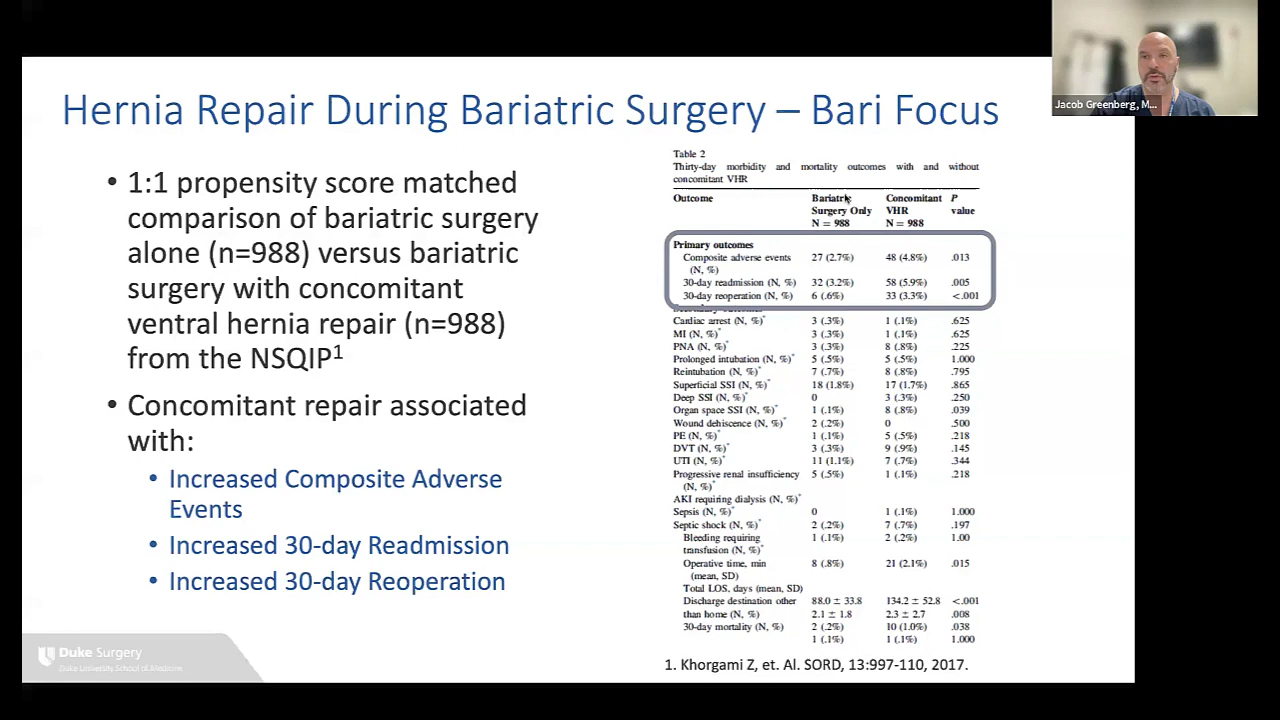 Jacob Greenberg, M...
Hernia Repair During Bariatric Surgery – Bari Focus
• 1:1 propensity score matched
comparison of bariatric surgery
alone (n=988) versus bariatric
surgery with concomitant
ventral hernia repair (n=988)
from the NSQIP1
• Concomitant repair associated
with:
• Increased Composite Adverse
Events
• Increased 30-day Readmission
• Increased 30-day Reoperation
Table 2
Thirty-day morbidity and mortality outcomes with and without
concomitant VHR
Outcome Bariatric Concomitant P
Surgery Only VHR value
N = 988 N = 988
Primary outcomes
Composite adverse events 27 (2.7%) 48 (4.8%) .013
(N, %)
30-day readmission (N, %) 32 (3.2%) 58 (5.9%) .005
30-day reoperation (N, %) 6 (.6%) 33 (3.3%) <.001
Cardiac arrest (N, %)* 3 (.3%) 1 (.1%) .625
MI (N, %)* 3 (.3%) 1 (.1%) .625
PNA (N, %)* 3 (.3%) 8 (.8%) .225
Prolonged intubation (N, %)* 5 (.5%) 5 (.5%) 1.000
Reintubation (N, %)* 7 (.7%) 8 (.8%) .795
Superficial SSI (N, %)* 18 (1.8%) 17 (1.7%) .865
Deep SSI (N, %)* 0 3 (.3%) .250
Organ space SSI (N, %)* 1 (.1%) 8 (.8%) .039
Wound dehiscence (N, %)* 2 (.2%) 0 .500
PE (N, %)* 1 (.1%) 5 (.5%) .218
DVT (N, %)* 3 (.3%) 9 (.9%) .145
UTI (N, %)* 11 (1.1%) 7 (.7%) .344
Progressive renal insufficiency 5 (.5%) 1 (.1%) .218
(N, %)*
AKI requiring dialysis (N, %)*
Sepsis (N, %)* 0 1 (.1%) 1.000
Septic shock (N, %)* 2 (.2%) 7 (.7%) .197
Bleeding requiring 1 (.1%) 2 (.2%) 1.00
transfusion (N, %)*
Operative time, min 8 (.8%) 21 (2.1%) .015
(mean, SD)
Total LOS, days (mean, SD)
Discharge destination other 88.0 ± 33.8 134.2 ± 52.8 <.001
than home (N, %) 2.1 ± 1.8 2.3 ± 2.7 .008
30-day mortality (N, %) 2 (.2%) 10 (1.0%) .038
1 (.1%) 1 (.1%) 1.000
1. Khorgami Z, et. Al. SORD, 13:997-110, 2017.
Duke Surgery
Duke University School of Medicine